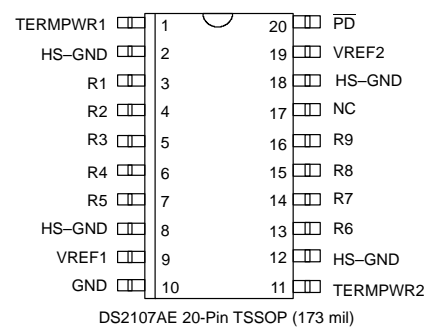 TERMPWR1 1 20 PD
HS–GND 2 19 VREF2
R1 3 18 HS–GND
R2 4 17 NC
R3 5 16 R9
R4 6 15 R8
R5 7 14 R7
HS–GND 8 13 R6
VREF1 9 12 HS–GND
GND 10 11 TERMPWR2
DS2107AE 20-Pin TSSOP (173 mil)